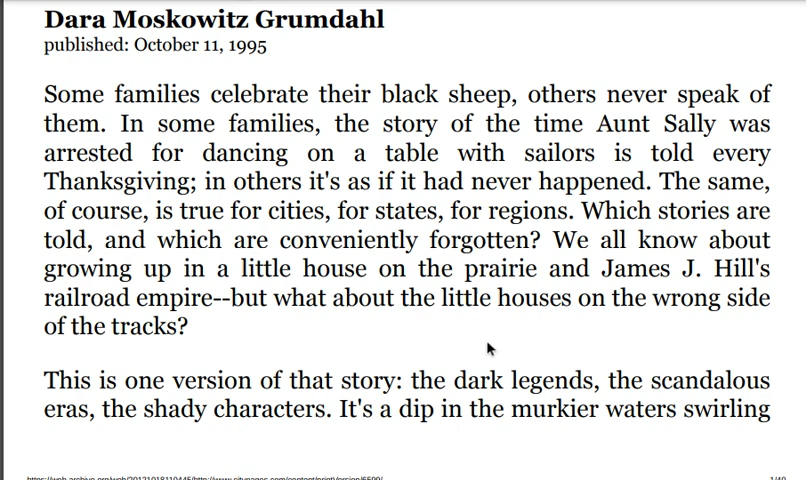 Dara Moskowitz Grumdahl
published: October 11, 1995
Some families celebrate their black sheep, others never speak of
them. In some families, the story of the time Aunt Sally was
arrested for dancing on a table with sailors is told every
Thanksgiving; in others it's as if it had never happened. The same,
of course, is true for cities, for states, for regions. Which stories are
told, and which are conveniently forgotten? We all know about
growing up in a little house on the prairie and James J. Hill's
railroad empire--but what about the little houses on the wrong side
of the tracks?
This is one version of that story: the dark legends, the scandalous
eras, the shady characters. It's a dip in the murkier waters swirling